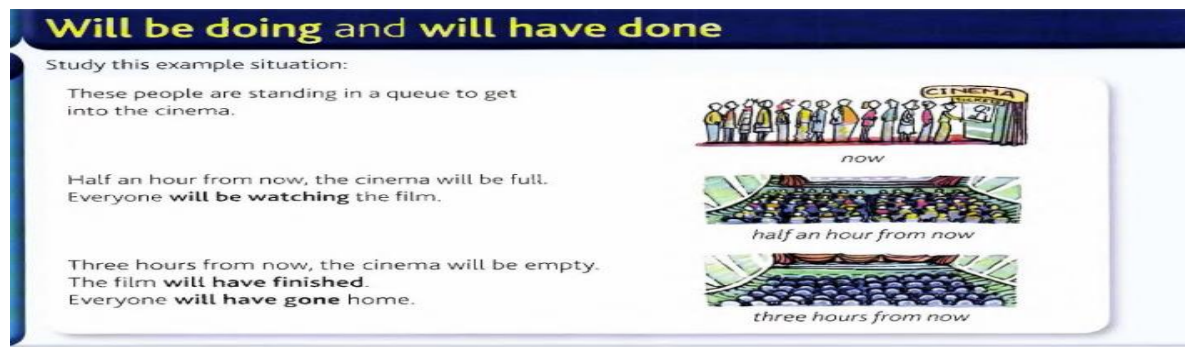 Will be doing and will have done
Study this example situation:
These people are standing in a queue to get
into the cinema.
CINEMA
TICKETS
now
Half an hour from now, the cinema will be full.
Everyone will be watching the film.
half an hour from now
Three hours from now, the cinema will be empty.
The film will have finished.
Everyone will have gone home.
three hours from now